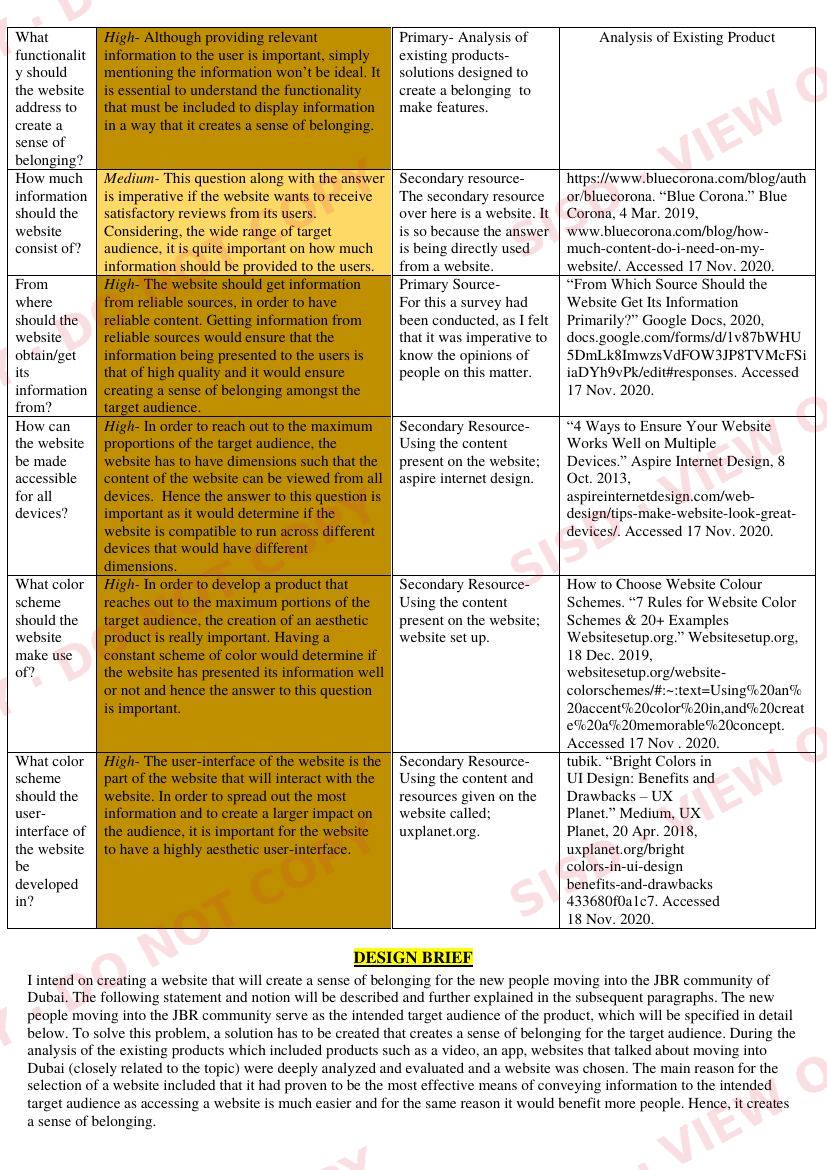 What
functionalit
y should
the website
address to
create a
sense of
belonging?
High- Although providing relevant
information to the user is important, simply
mentioning the information won’t be ideal. It
is essential to understand the functionality
that must be included to display information
in a way that it creates a sense of belonging.
Primary- Analysis of
existing products-
solutions designed to
create a belonging to
make features.
Analysis of Existing Product
How much
information
should the
website
consist of?
Medium- This question along with the answer
is imperative if the website wants to receive
satisfactory reviews from its users.
Considering, the wide range of target
audience, it is quite important on how much
information should be provided to the users.
Secondary resource-
The secondary resource
over here is a website. It
is so because the answer
is being directly used
from a website.
https://www.bluecorona.com/blog/auth
or/bluecorona. “Blue Corona.” Blue
Corona, 4 Mar. 2019,
www.bluecorona.com/blog/how-
much-content-do-i-need-on-my-
website/. Accessed 17 Nov. 2020.
From
where
should the
website
obtain/get
its
information
from?
High- The website should get information
from reliable sources, in order to have
reliable content. Getting information from
reliable sources would ensure that the
information being presented to the users is
that of high quality and it would ensure
creating a sense of belonging amongst the
target audience.
Primary Source-
For this a survey had
been conducted, as I felt
that it was imperative to
know the opinions of
people on this matter.
“From Which Source Should the
Website Get Its Information
Primarily?” Google Docs, 2020,
docs.google.com/forms/d/1v87bWHU
5DmLk8ImwzsVdFOW3JP8TVMcFSi
iaDYh9vPk/edit#responses. Accessed
17 Nov. 2020.
How can
the website
be made
accessible
for all
devices?
High- In order to reach out to the maximum
proportions of the target audience, the
website has to have dimensions such that the
content of the website can be viewed from all
devices. Hence the answer to this question is
important as it would determine if the
website is compatible to run across different
devices that would have different
dimensions.
Secondary Resource-
Using the content
present on the website;
aspire internet design.
“4 Ways to Ensure Your Website
Works Well on Multiple
Devices.” Aspire Internet Design, 8
Oct. 2013,
aspireinternetdesign.com/web-
design/tips-make-website-look-great-
devices/. Accessed 17 Nov. 2020.
What color
scheme
should the
website
make use
of?
High- In order to develop a product that
reaches out to the maximum portions of the
target audience, the creation of an aesthetic
product is really important. Having a
constant scheme of color would determine if
the website has presented its information well
or not and hence the answer to this question
is important.
Secondary Resource-
Using the content
present on the website;
website set up.
How to Choose Website Colour
Schemes. “7 Rules for Website Color
Schemes & 20+ Examples
Websitesetup.org.” Websitesetup.org,
18 Dec. 2019,
websitesetup.org/website-
colorschemes/#:~:text=Using%20an%
20accent%20color%20in,and%20creat
e%20a%20memorable%20concept.
Accessed 17 Nov . 2020.
What color
scheme
should the
user-
interface of
the website
be
developed
in?
High- The user-interface of the website is the
part of the website that will interact with the
website. In order to spread out the most
information and to create a larger impact on
the audience, it is important for the website
to have a highly aesthetic user-interface.
Secondary Resource-
Using the content and
resources given on the
website called;
uxplanet.org.
tubik. “Bright Colors in
UI Design: Benefits and
Drawbacks – UX
Planet.” Medium, UX
Planet, 20 Apr. 2018,
uxplanet.org/bright
colors-in-ui-design
benefits-and-drawbacks
433680f0a1c7. Accessed
18 Nov. 2020.
DESIGN BRIEF
I intend on creating a website that will create a sense of belonging for the new people moving into the JBR community of
Dubai. The following statement and notion will be described and further explained in the subsequent paragraphs. The new
people moving into the JBR community serve as the intended target audience of the product, which will be specified in detail
below. To solve this problem, a solution has to be created that creates a sense of belonging for the target audience. During the
analysis of the existing products which included products such as a video, an app, websites that talked about moving into
Dubai (closely related to the topic) were deeply analyzed and evaluated and a website was chosen. The main reason for the
selection of a website included that it had proven to be the most effective means of conveying information to the intended
target audience as accessing a website is much easier and for the same reason it would benefit more people. Hence, it creates
a sense of belonging.
SISD · VIEW O
Y · DO NOT COPY
SISD · VIEW O
Y · DO NOT COPY
SISD · VIEW O
Y · DO NOT COPY
· VIEW O